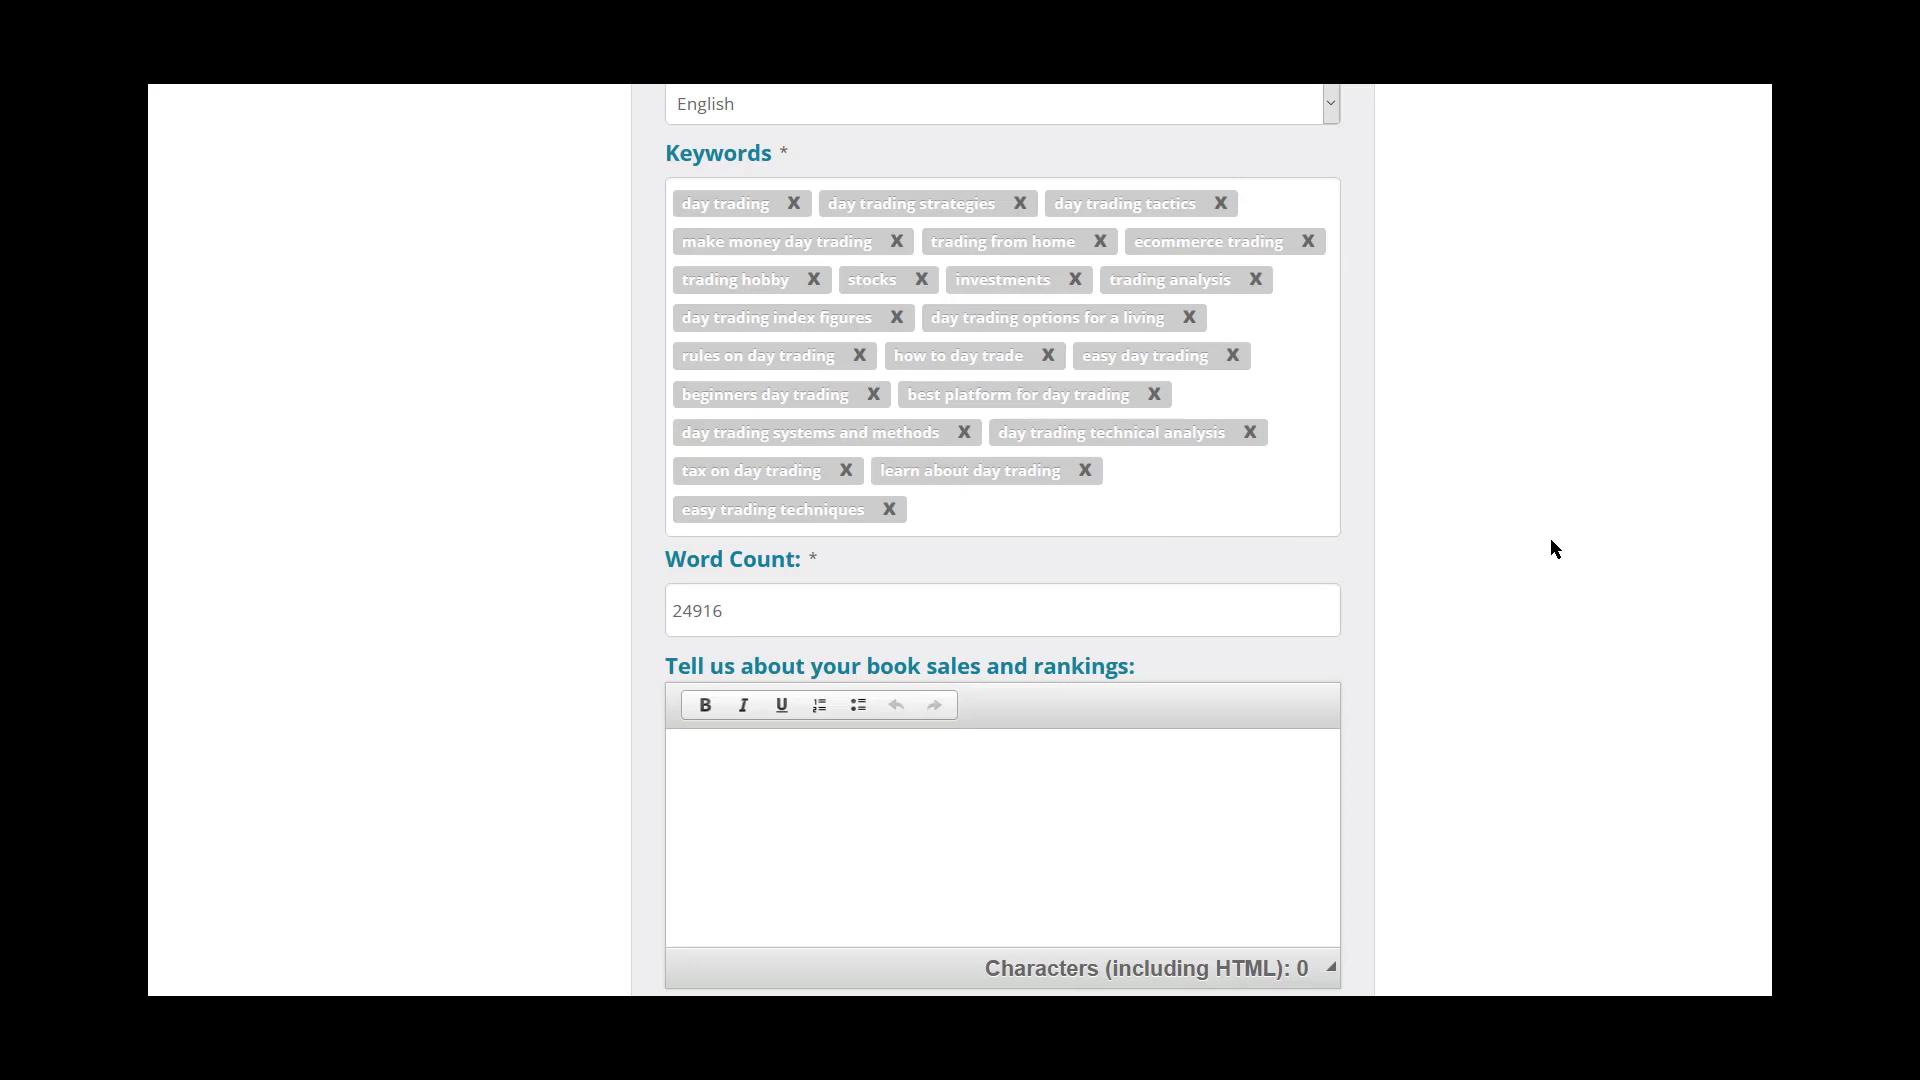 English
Keywords *
day trading X day trading strategies X day trading tactics X
make money day trading X trading from home X ecommerce trading X
trading hobby X stocks X investments X trading analysis X
day trading index figures X day trading options for a living X
rules on day trading X how to day trade X easy day trading X
beginners day trading X best platform for day trading X
day trading systems and methods X day trading technical analysis X
tax on day trading X learn about day trading X
easy trading techniques X
Word Count: *
24916
Tell us about your book sales and rankings:
B I U
Characters (including HTML): 0